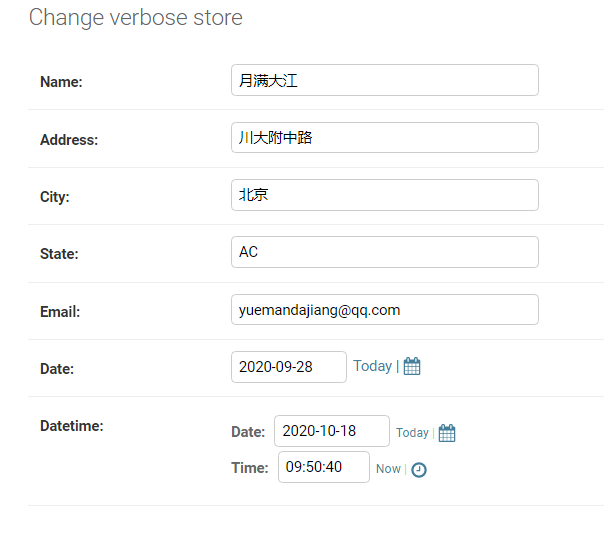 Change verbose store
Name: 月满大江
Address: 川大附中路
City: 北京
State: AC
Email: yuemandajiang@qq.com
Date: 2020-09-28 Today |
Datetime: Date: 2020-10-18 Today |
Time: 09:50:40 Now |